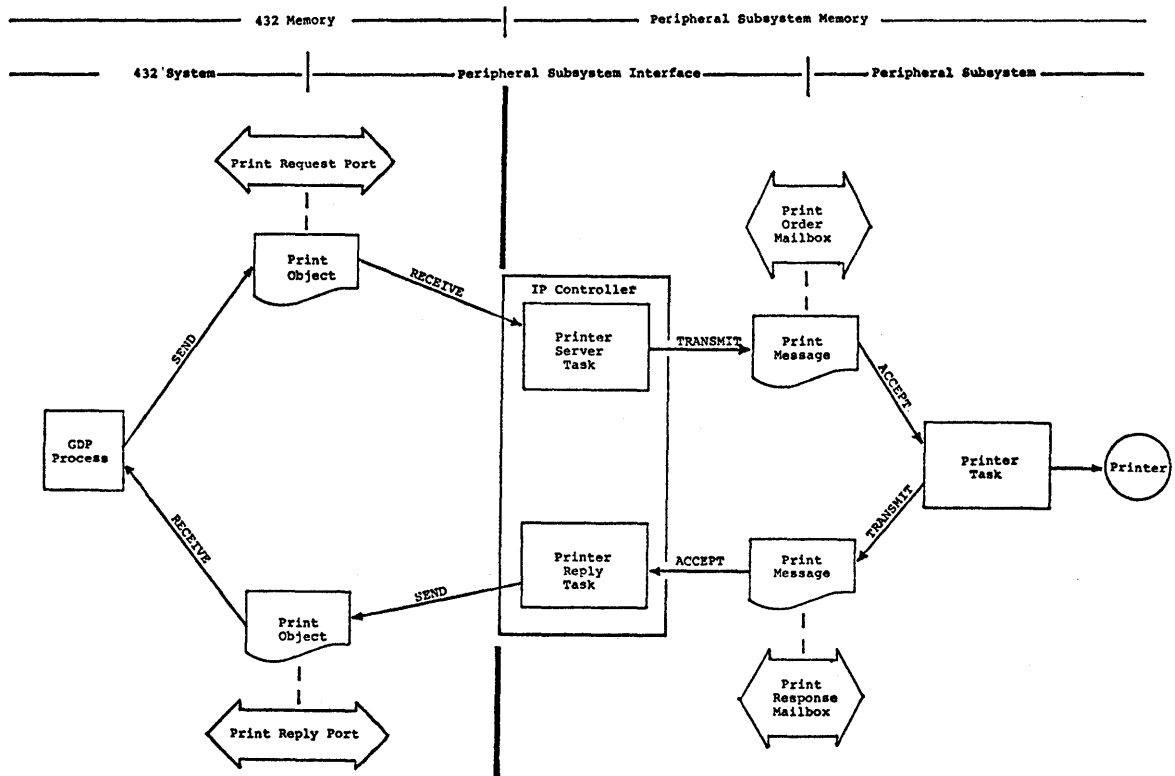 432 Memory
Peripheral Subsystem Memory
432 System
Peripheral Subsystem Interface
Peripheral Subsystem
Print Request Port
Print
Order
Mailbox
Print
Object
RECEIVE
IP Controller
Printer
Server
Task
TRANSMIT
Print
Message
SEND
ACCEPT
GDP
Process
Printer
Task
Printer
TRANSMIT
RECEIVE
Printer
Reply
Task
ACCEPT
Print
Message
SEND
Print
Object
Print
Response
Mailbox
Print Reply Port